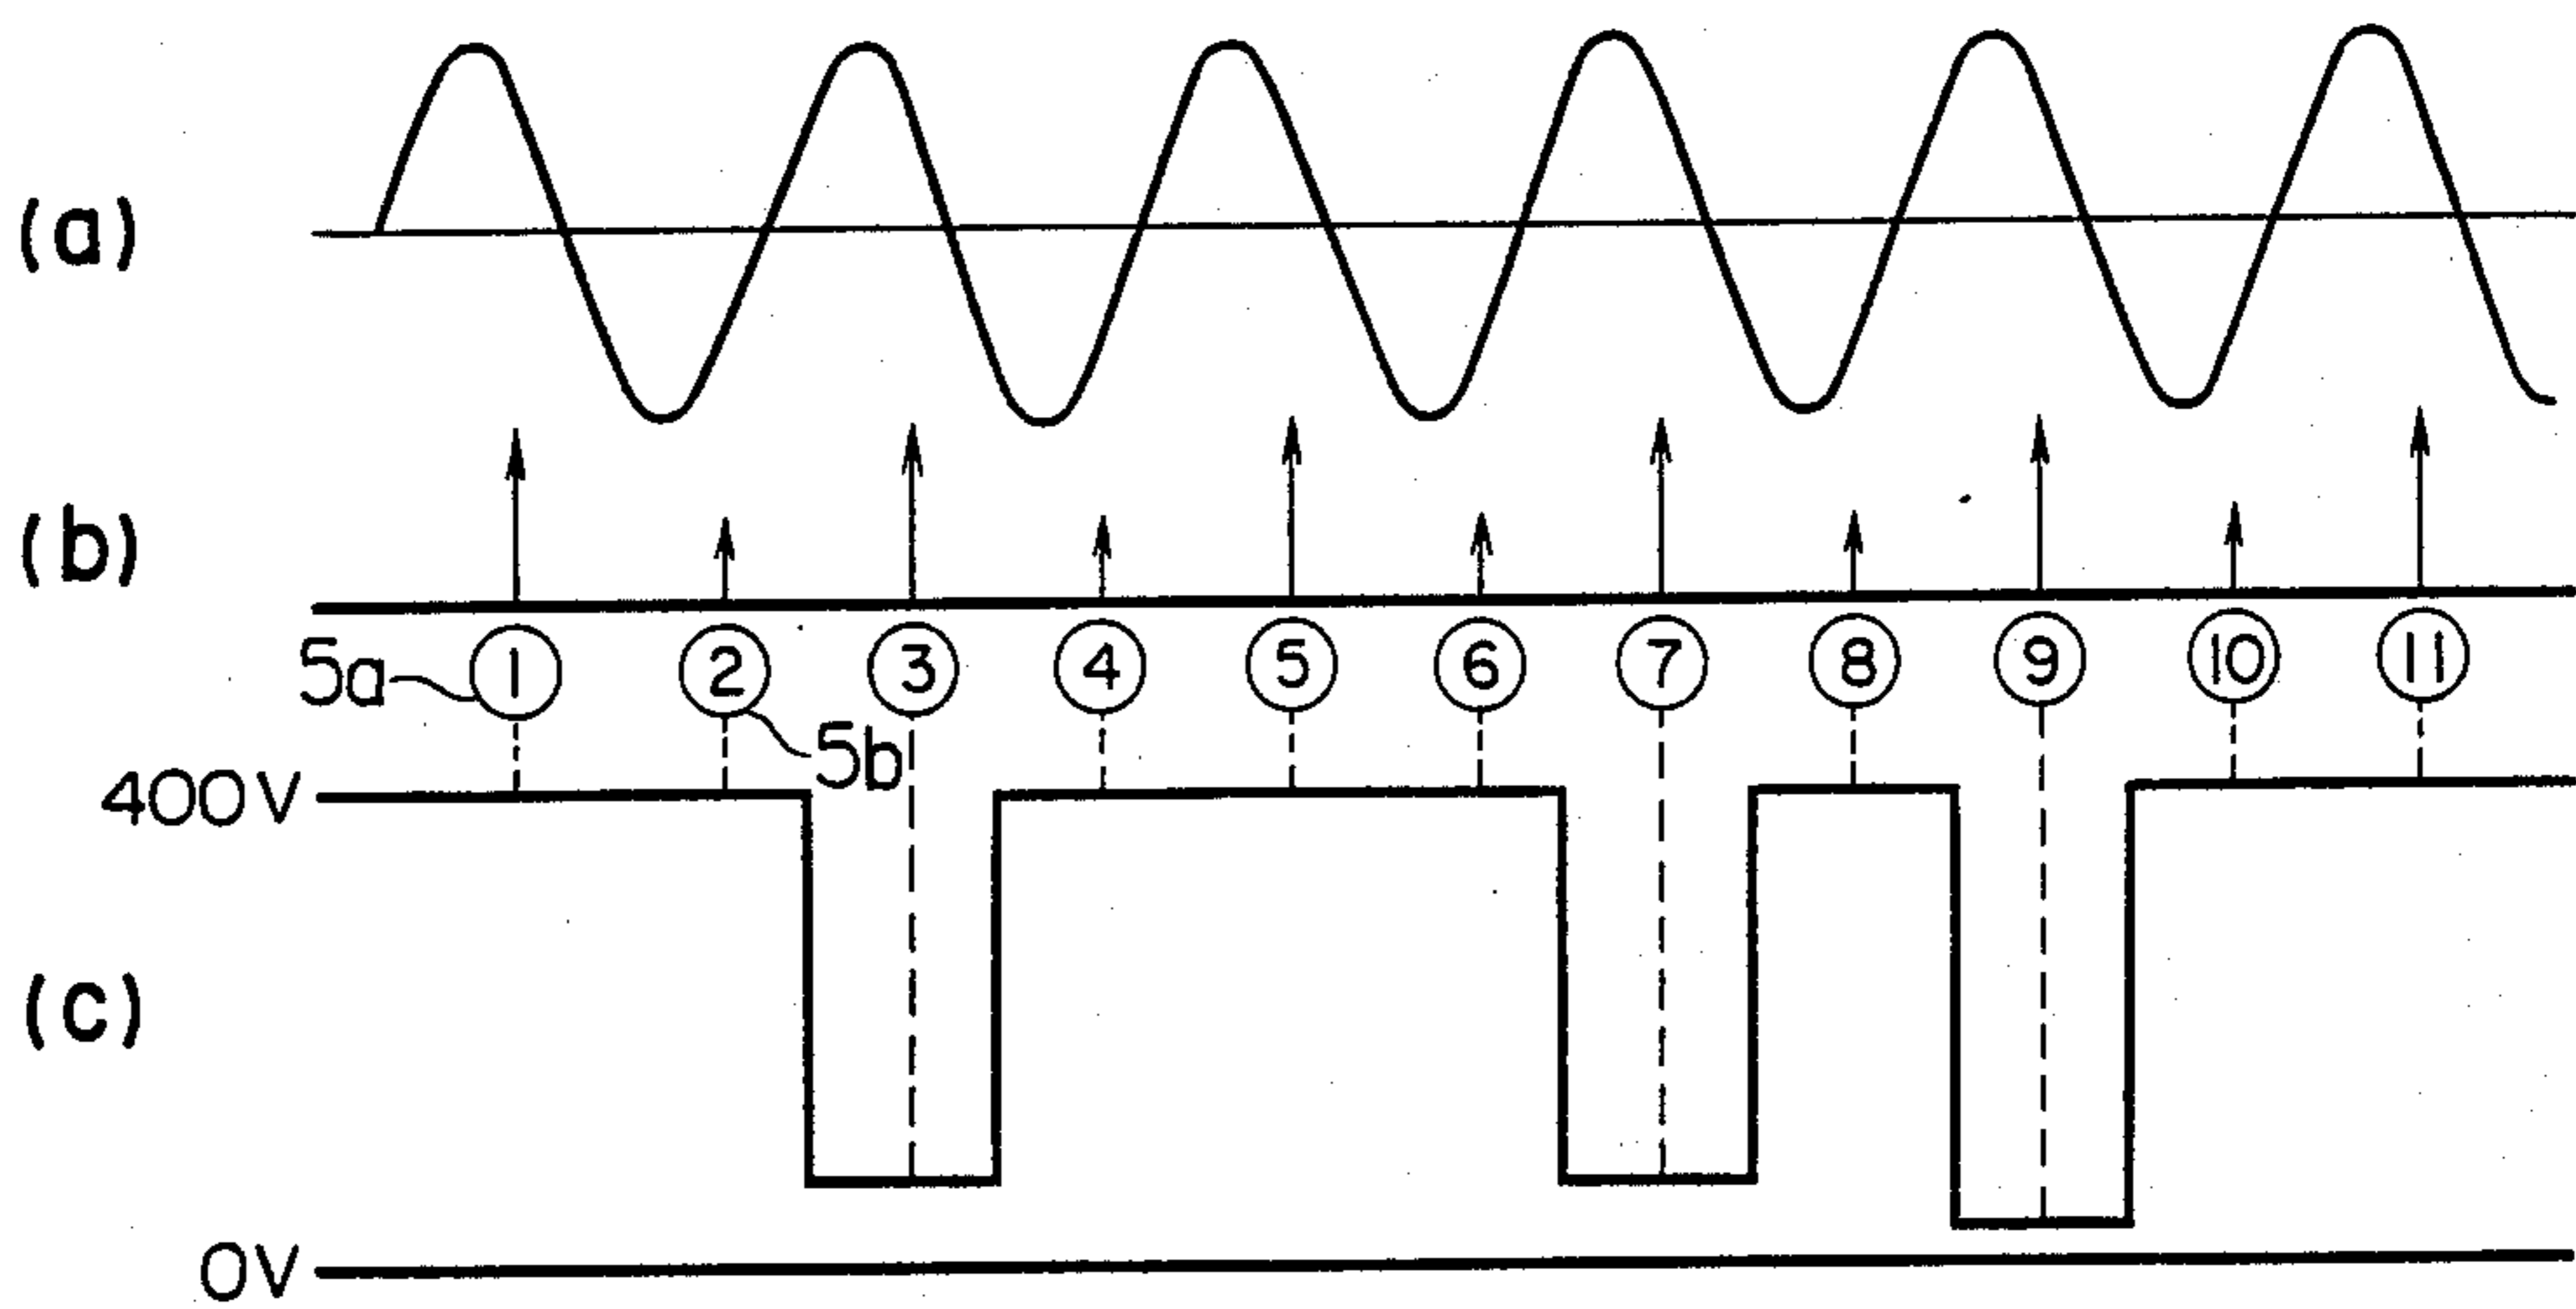 (a)
(b)
5a ① ② ③ ④ ⑤ ⑥ ⑦ ⑧ ⑨ ⑩ ⑪
5b
400V
(c)
0V